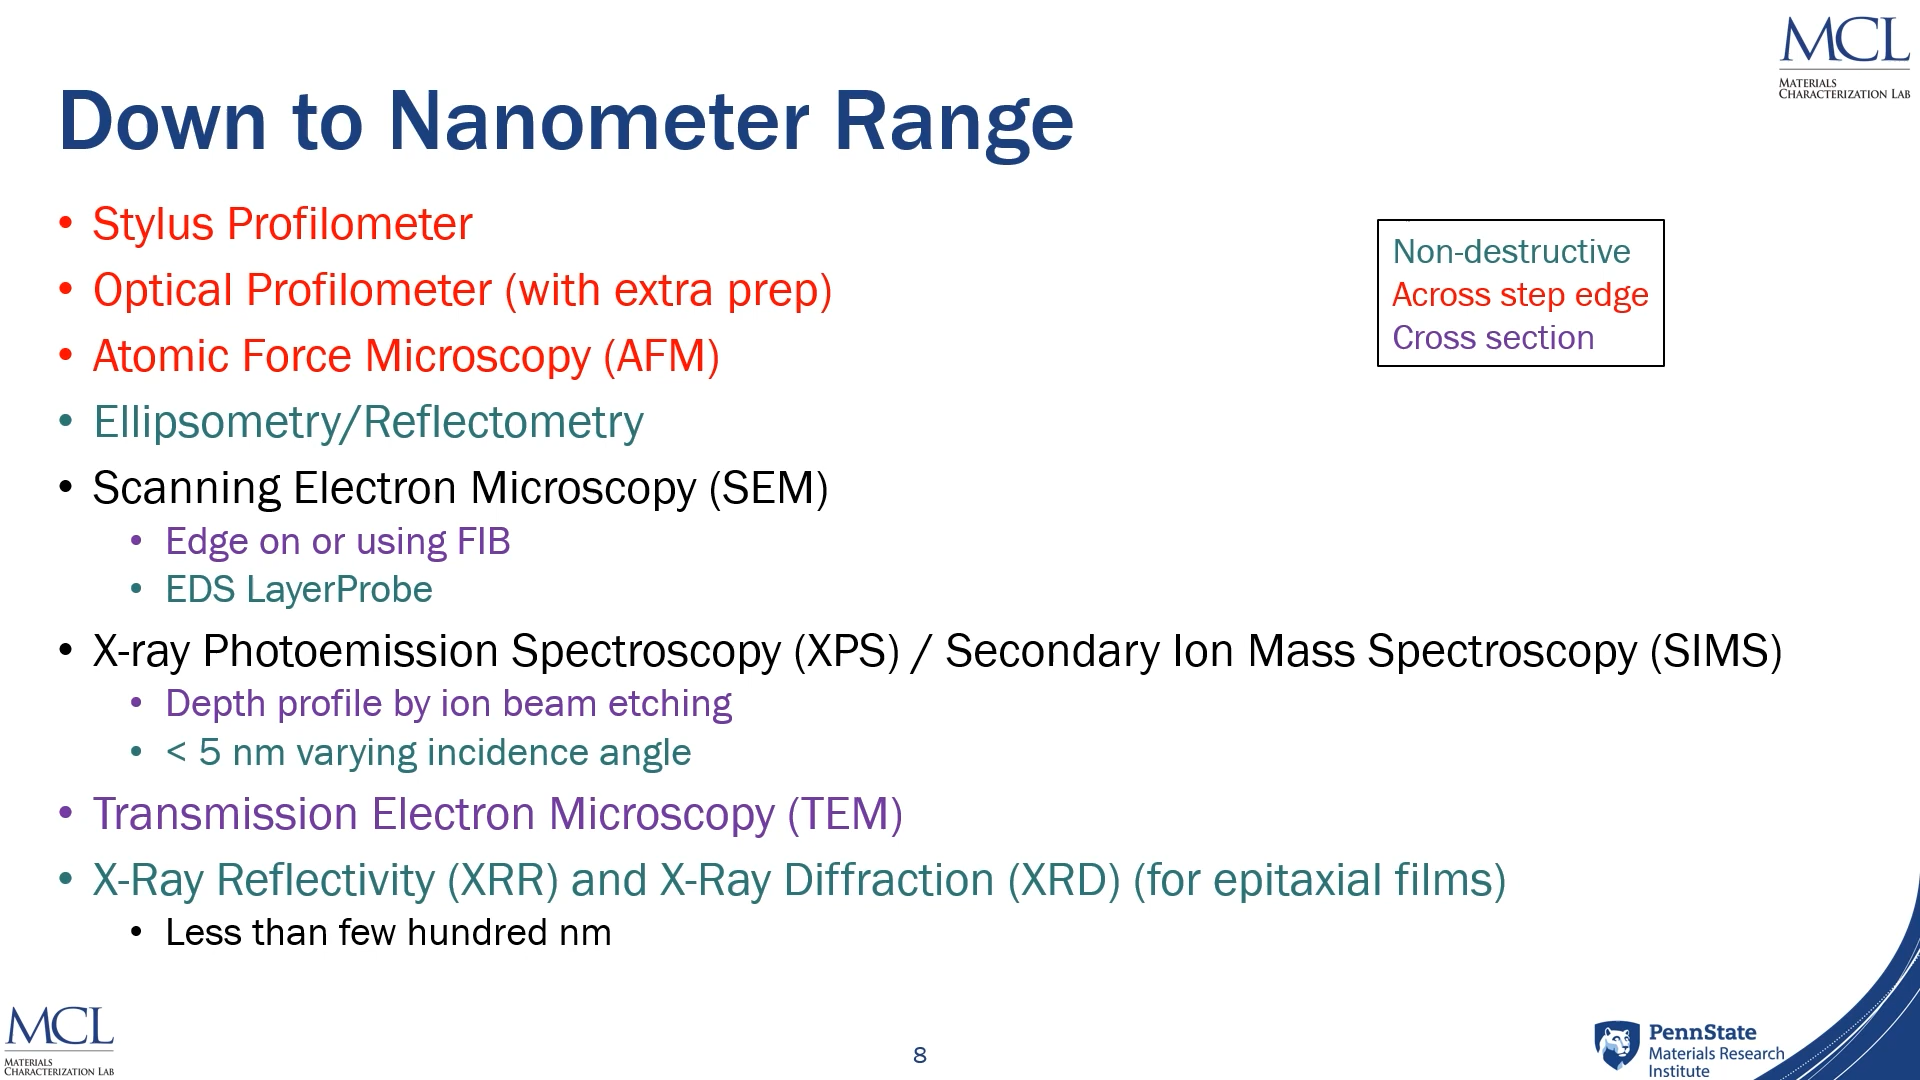 MCL
MATERIALS
CHARACTERIZATION LAB
Down to Nanometer Range
• Stylus Profilometer
• Optical Profilometer (with extra prep)
• Atomic Force Microscopy (AFM)
• Ellipsometry/Reflectometry
• Scanning Electron Microscopy (SEM)
• Edge on or using FIB
• EDS LayerProbe
• X-ray Photoemission Spectroscopy (XPS) / Secondary Ion Mass Spectroscopy (SIMS)
• Depth profile by ion beam etching
• < 5 nm varying incidence angle
• Transmission Electron Microscopy (TEM)
• X-Ray Reflectivity (XRR) and X-Ray Diffraction (XRD) (for epitaxial films)
• Less than few hundred nm
Non-destructive
Across step edge
Cross section
MCL
MATERIALS
CHARACTERIZATION LAB
8
PennState
Materials Research
Institute